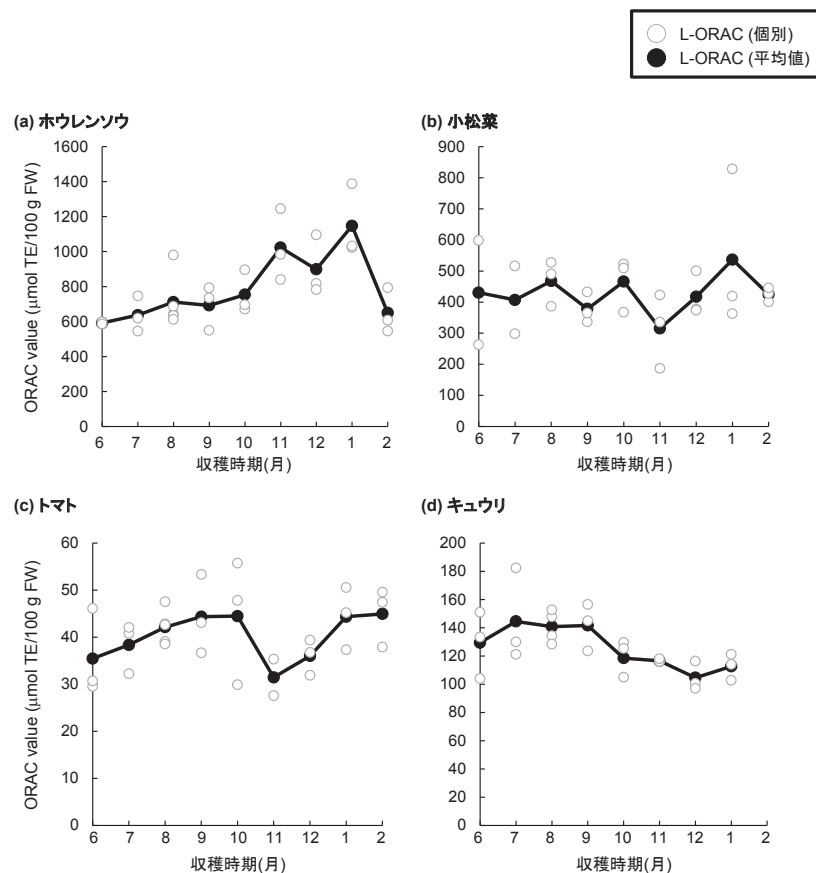 L-ORAC (個別)
L-ORAC (平均値)
(a) ホウレンソウ
ORAC value (μmol TE/100 g FW)
1600
1400
1200
1000
800
600
400
200
0
6 7 8 9 10 11 12 1 2
収穫時期(月)
(b) 小松菜
900
800
700
600
500
400
300
200
100
0
6 7 8 9 10 11 12 1 2
収穫時期(月)
(c) トマト
ORAC value (μmol TE/100 g FW)
60
50
40
30
20
10
0
6 7 8 9 10 11 12 1 2
収穫時期(月)
(d) キュウリ
200
180
160
140
120
100
80
60
40
20
0
6 7 8 9 10 11 12 1 2
収穫時期(月)